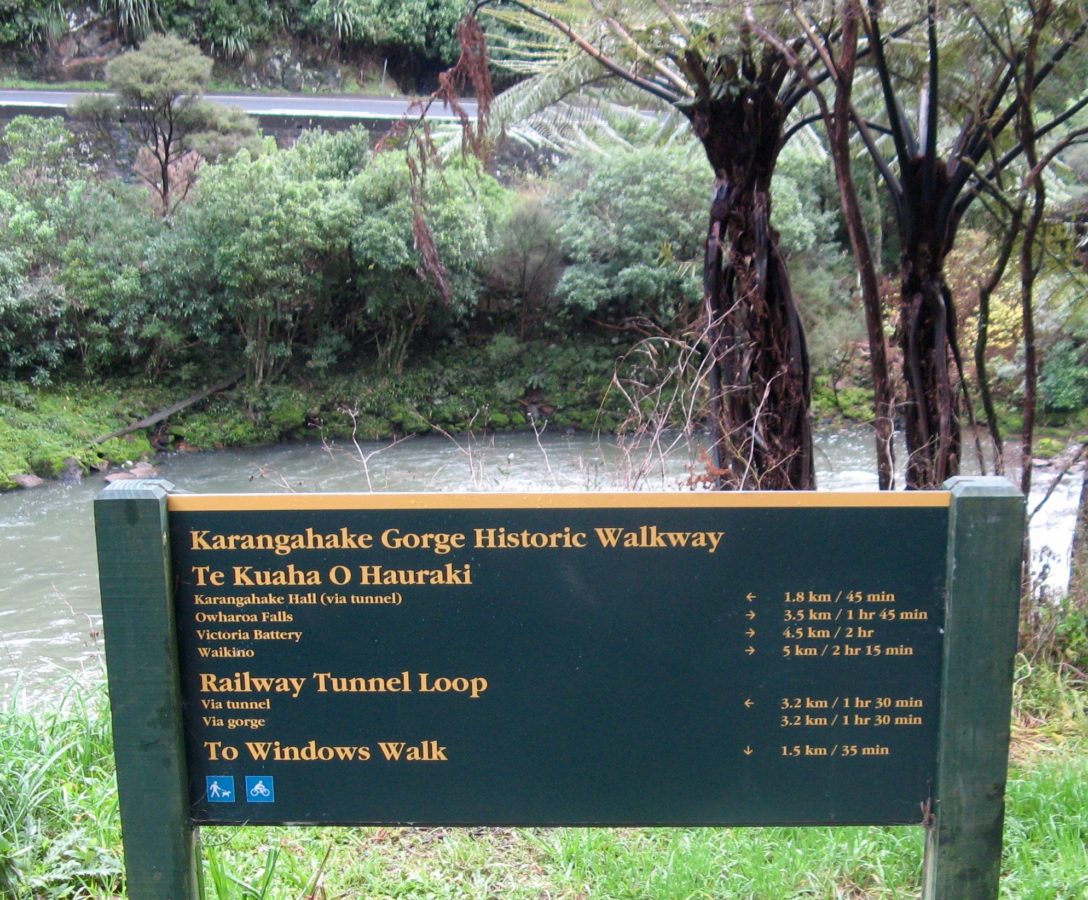 Karangahake Gorge Historic Walkway
Te Kuaha O Hauraki
Karangahake Hall (via tunnel) ← 1.8 km / 45 min
Owharoa Falls → 3.5 km / 1 hr 45 min
Victoria Battery → 4.5 km / 2 hr
Waikino → 5 km / 2 hr 15 min
Railway Tunnel Loop
Via tunnel ← 3.2 km / 1 hr 30 min
Via gorge 3.2 km / 1 hr 30 min
To Windows Walk ↓ 1.5 km / 35 min